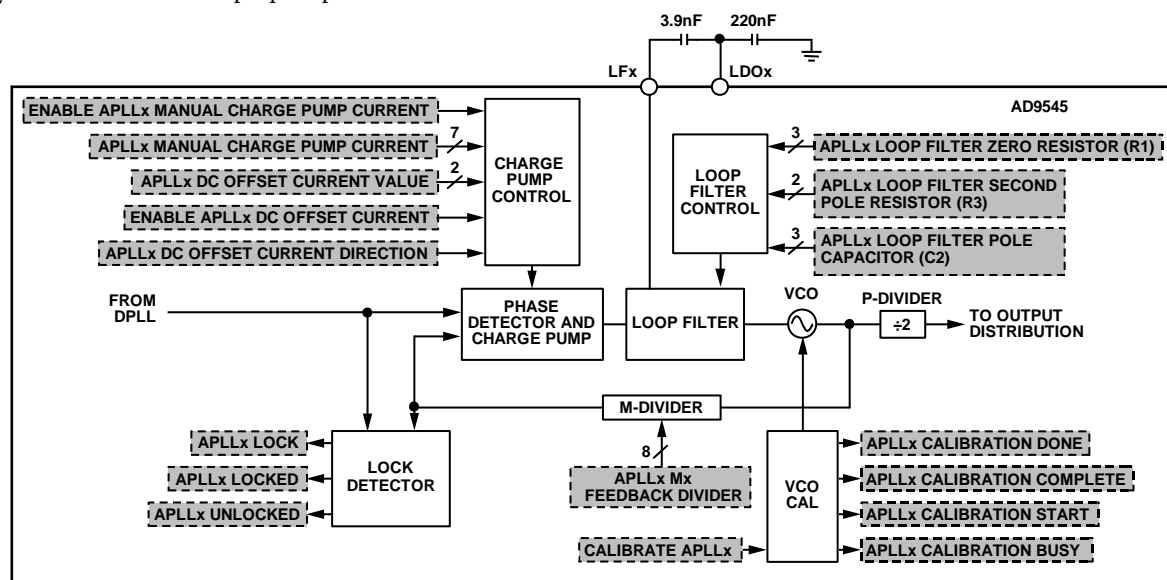 3.9nF 220nF
LFx LDOx
AD9545
ENABLE APLLx MANUAL CHARGE PUMP CURRENT
7
APLLx MANUAL CHARGE PUMP CURRENT
2
APLLx DC OFFSET CURRENT VALUE
ENABLE APLLx DC OFFSET CURRENT
APLLx DC OFFSET CURRENT DIRECTION
CHARGE
PUMP
CONTROL
LOOP
FILTER
CONTROL
3
APLLx LOOP FILTER ZERO RESISTOR (R1)
2
APLLx LOOP FILTER SECOND
POLE RESISTOR (R3)
3
APLLx LOOP FILTER POLE
CAPACITOR (C2)
FROM
DPLL
PHASE
DETECTOR AND
CHARGE PUMP
LOOP FILTER
VCO
P-DIVIDER
÷2
TO OUTPUT
DISTRIBUTION
M-DIVIDER
8
APLLx Mx
FEEDBACK DIVIDER
APLLx LOCK
APLLx LOCKED
APLLx UNLOCKED
LOCK
DETECTOR
CALIBRATE APLLx
VCO
CAL
APLLx CALIBRATION DONE
APLLx CALIBRATION COMPLETE
APLLx CALIBRATION START
APLLx CALIBRATION BUSY